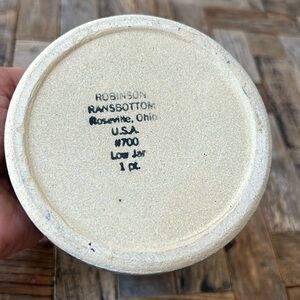 ROBINSON
RANSBOTTOM
Roseville, Ohio
U.S.A.
#700
Low Jar
1 pt.